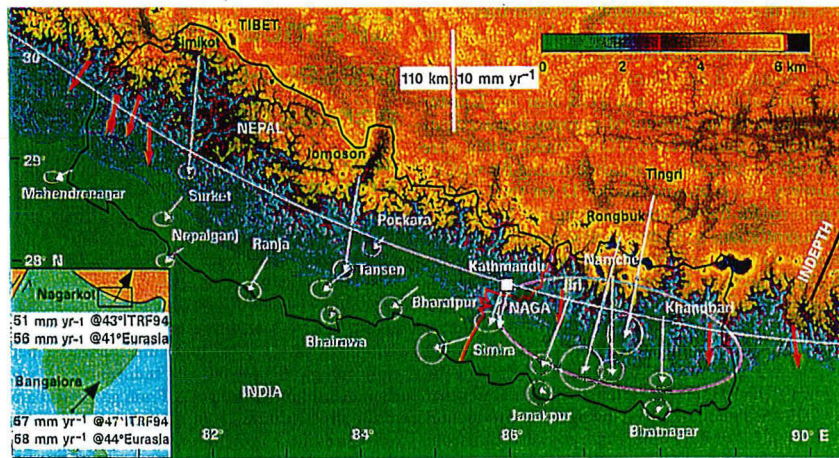 TIBET
Simikot
30
110 km
10 mm yr⁻¹
0 2 4 6 km
NEPAL
Jomoson
29°
Mahendranagar
Surket
Pockara
Tingri
Rongbuk
INDEPTH
Nepalganj
Ranja
28° N
Tansen
Kathmandu
Namche
Jiri
Nagarkot
NAGA
Khandbari
51 mm yr⁻¹ @43°ITRF94
56 mm yr⁻¹ @41°Eurasia
Bharatpur
Bhairawa
Simira
Bangalora
INDIA
Janakpur
Biratnagar
57 mm yr⁻¹ @47°ITRF94
58 mm yr⁻¹ @44°Eurasia
82° 84° 86° 88° 90° E